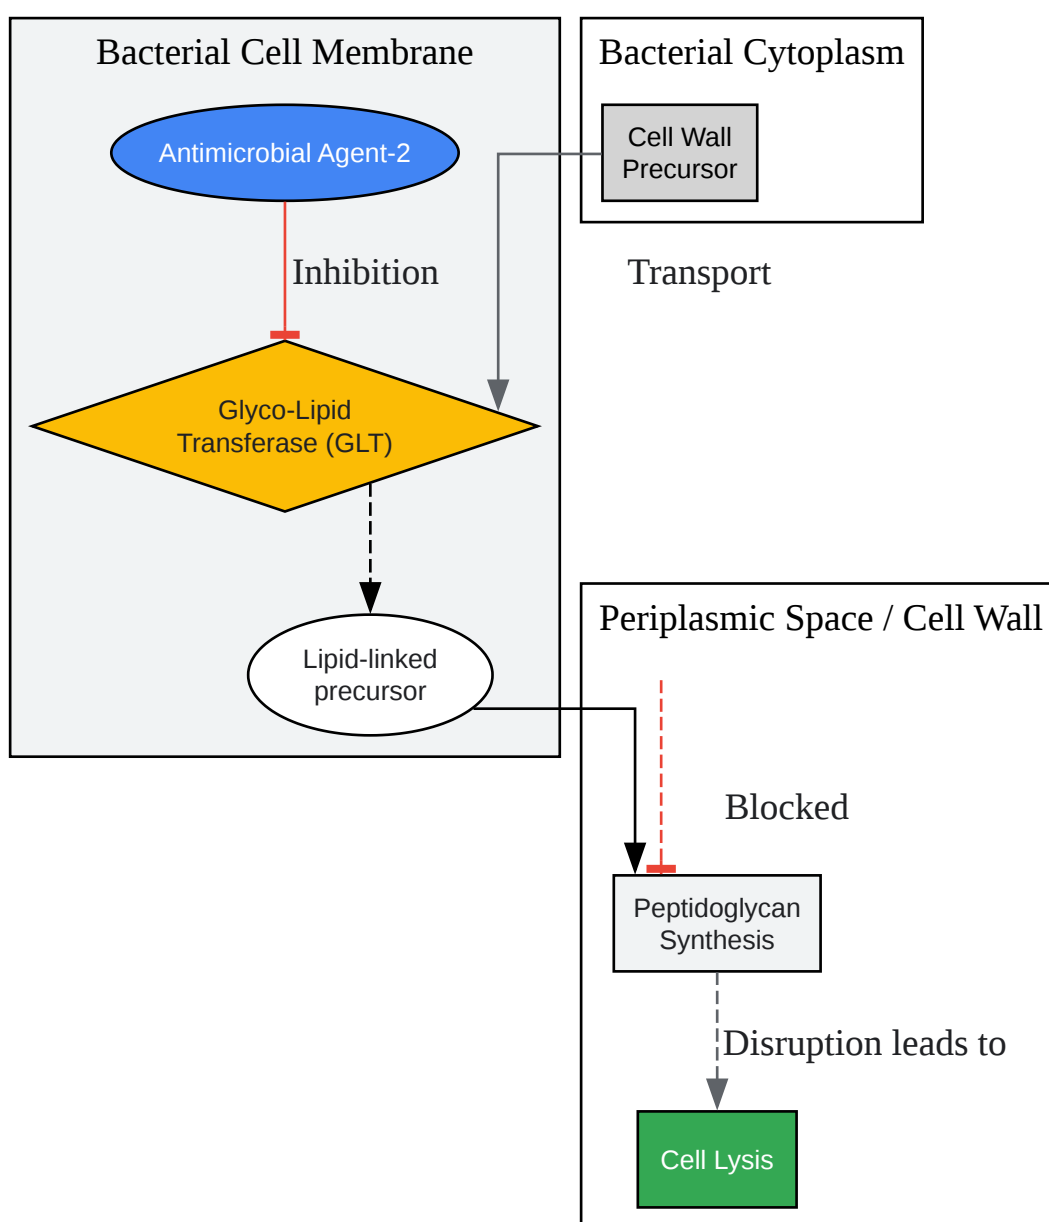 Bacterial Cell Membrane
Antimicrobial Agent-2
Inhibition
Glyco-Lipid
Transferase (GLT)
Lipid-linked
precursor
Bacterial Cytoplasm
Cell Wall
Precursor
Transport
Periplasmic Space / Cell Wall
Blocked
Peptidoglycan
Synthesis
Disruption leads to
Cell Lysis